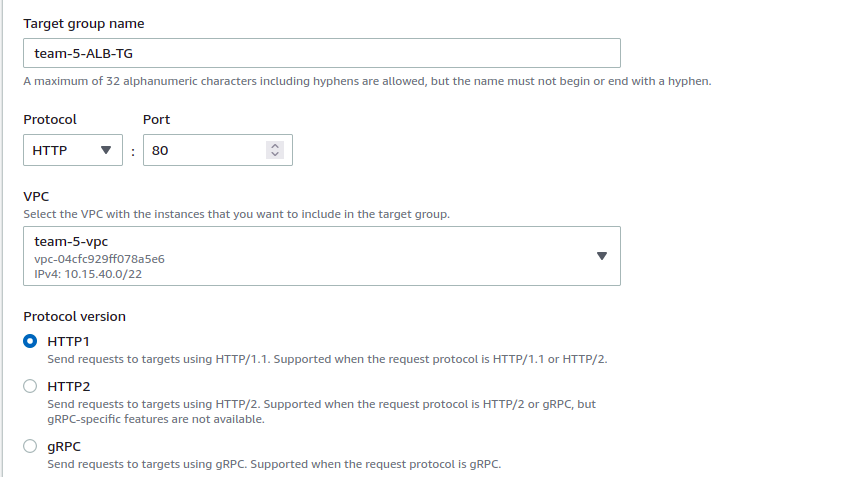 Target group name
team-5-ALB-TG
A maximum of 32 alphanumeric characters including hyphens are allowed, but the name must not begin or end with a hyphen.
Protocol Port
HTTP : 80
VPC
Select the VPC with the instances that you want to include in the target group.
team-5-vpc
vpc-04cfc929ff078a5e6
IPv4: 10.15.40.0/22
Protocol version
HTTP1
Send requests to targets using HTTP/1.1. Supported when the request protocol is HTTP/1.1 or HTTP/2.
HTTP2
Send requests to targets using HTTP/2. Supported when the request protocol is HTTP/2 or gRPC, but
gRPC-specific features are not available.
gRPC
Send requests to targets using gRPC. Supported when the request protocol is gRPC.